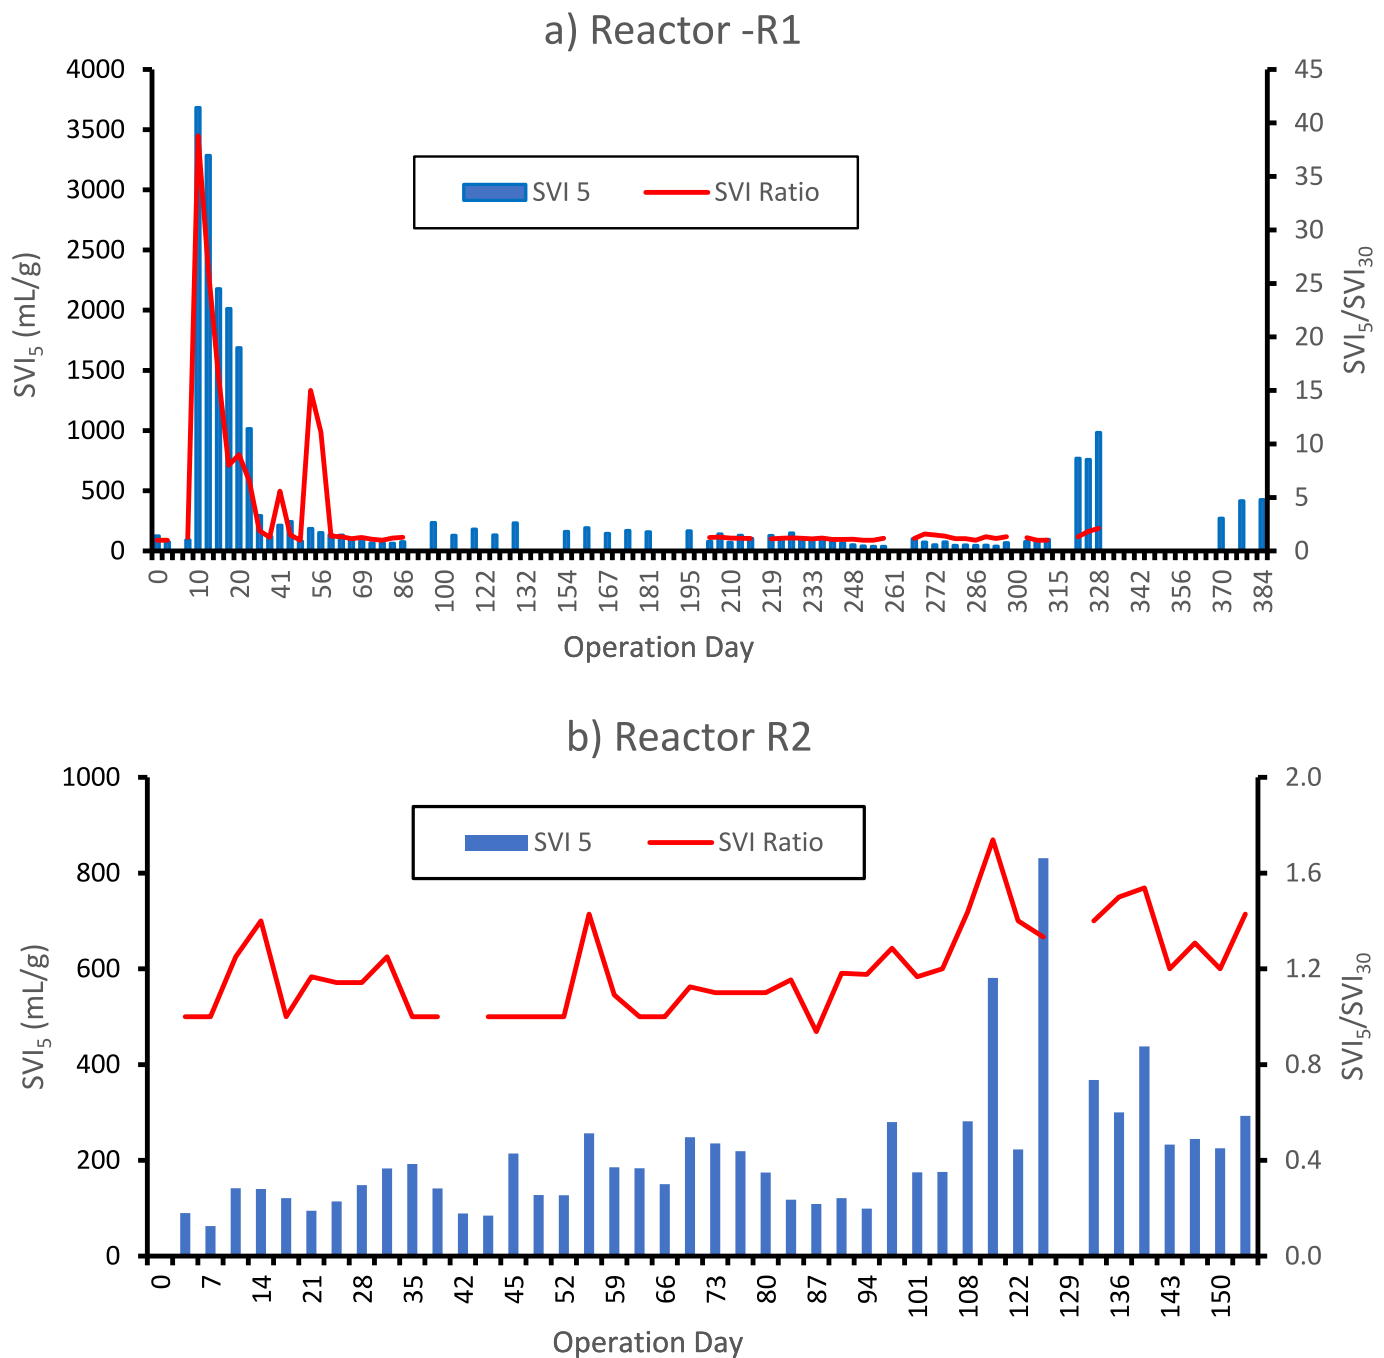 a) Reactor -R1
4000 3500 3000 2500 2000 1500 1000 500 0
SVI5 (mL/g)
SVI 5 SVI Ratio
45 40 35 30 25 20 15 10 5 0
SVI5/SVI30
0 10 20 41 56 69 86 100 122 132 154 167 181 195 210 219 233 248 261 272 286 300 315 328 342 356 370 384
Operation Day
b) Reactor R2
1000 800 600 400 200 0
SVI5 (mL/g)
SVI 5 SVI Ratio
2.0 1.6 1.2 0.8 0.4 0.0
SVI5/SVI30
0 7 14 21 28 35 42 45 52 59 66 73 80 87 94 101 108 122 129 136 143 150
Operation Day